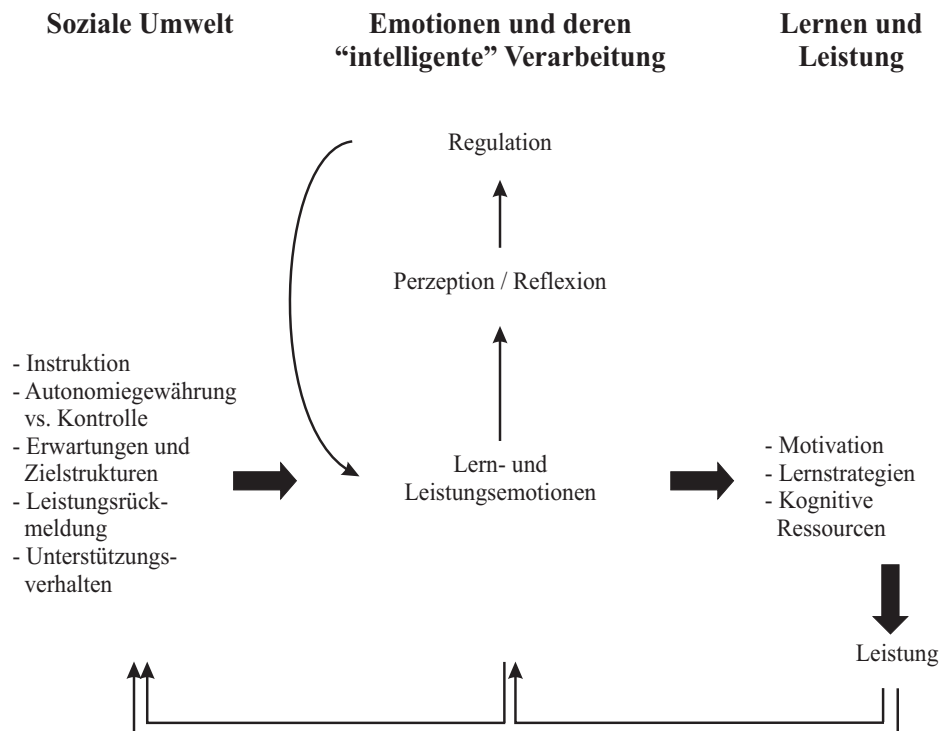 Soziale Umwelt
Emotionen und deren
“intelligente” Verarbeitung
Lernen und
Leistung
Regulation
Perzeption / Reflexion
- Instruktion
- Autonomiegewährung
vs. Kontrolle
- Erwartungen und
Zielstrukturen
- Leistungsrück-
meldung
- Unterstützungs-
verhalten
Lern- und
Leistungsemotionen
- Motivation
- Lernstrategien
- Kognitive
Ressourcen
Leistung